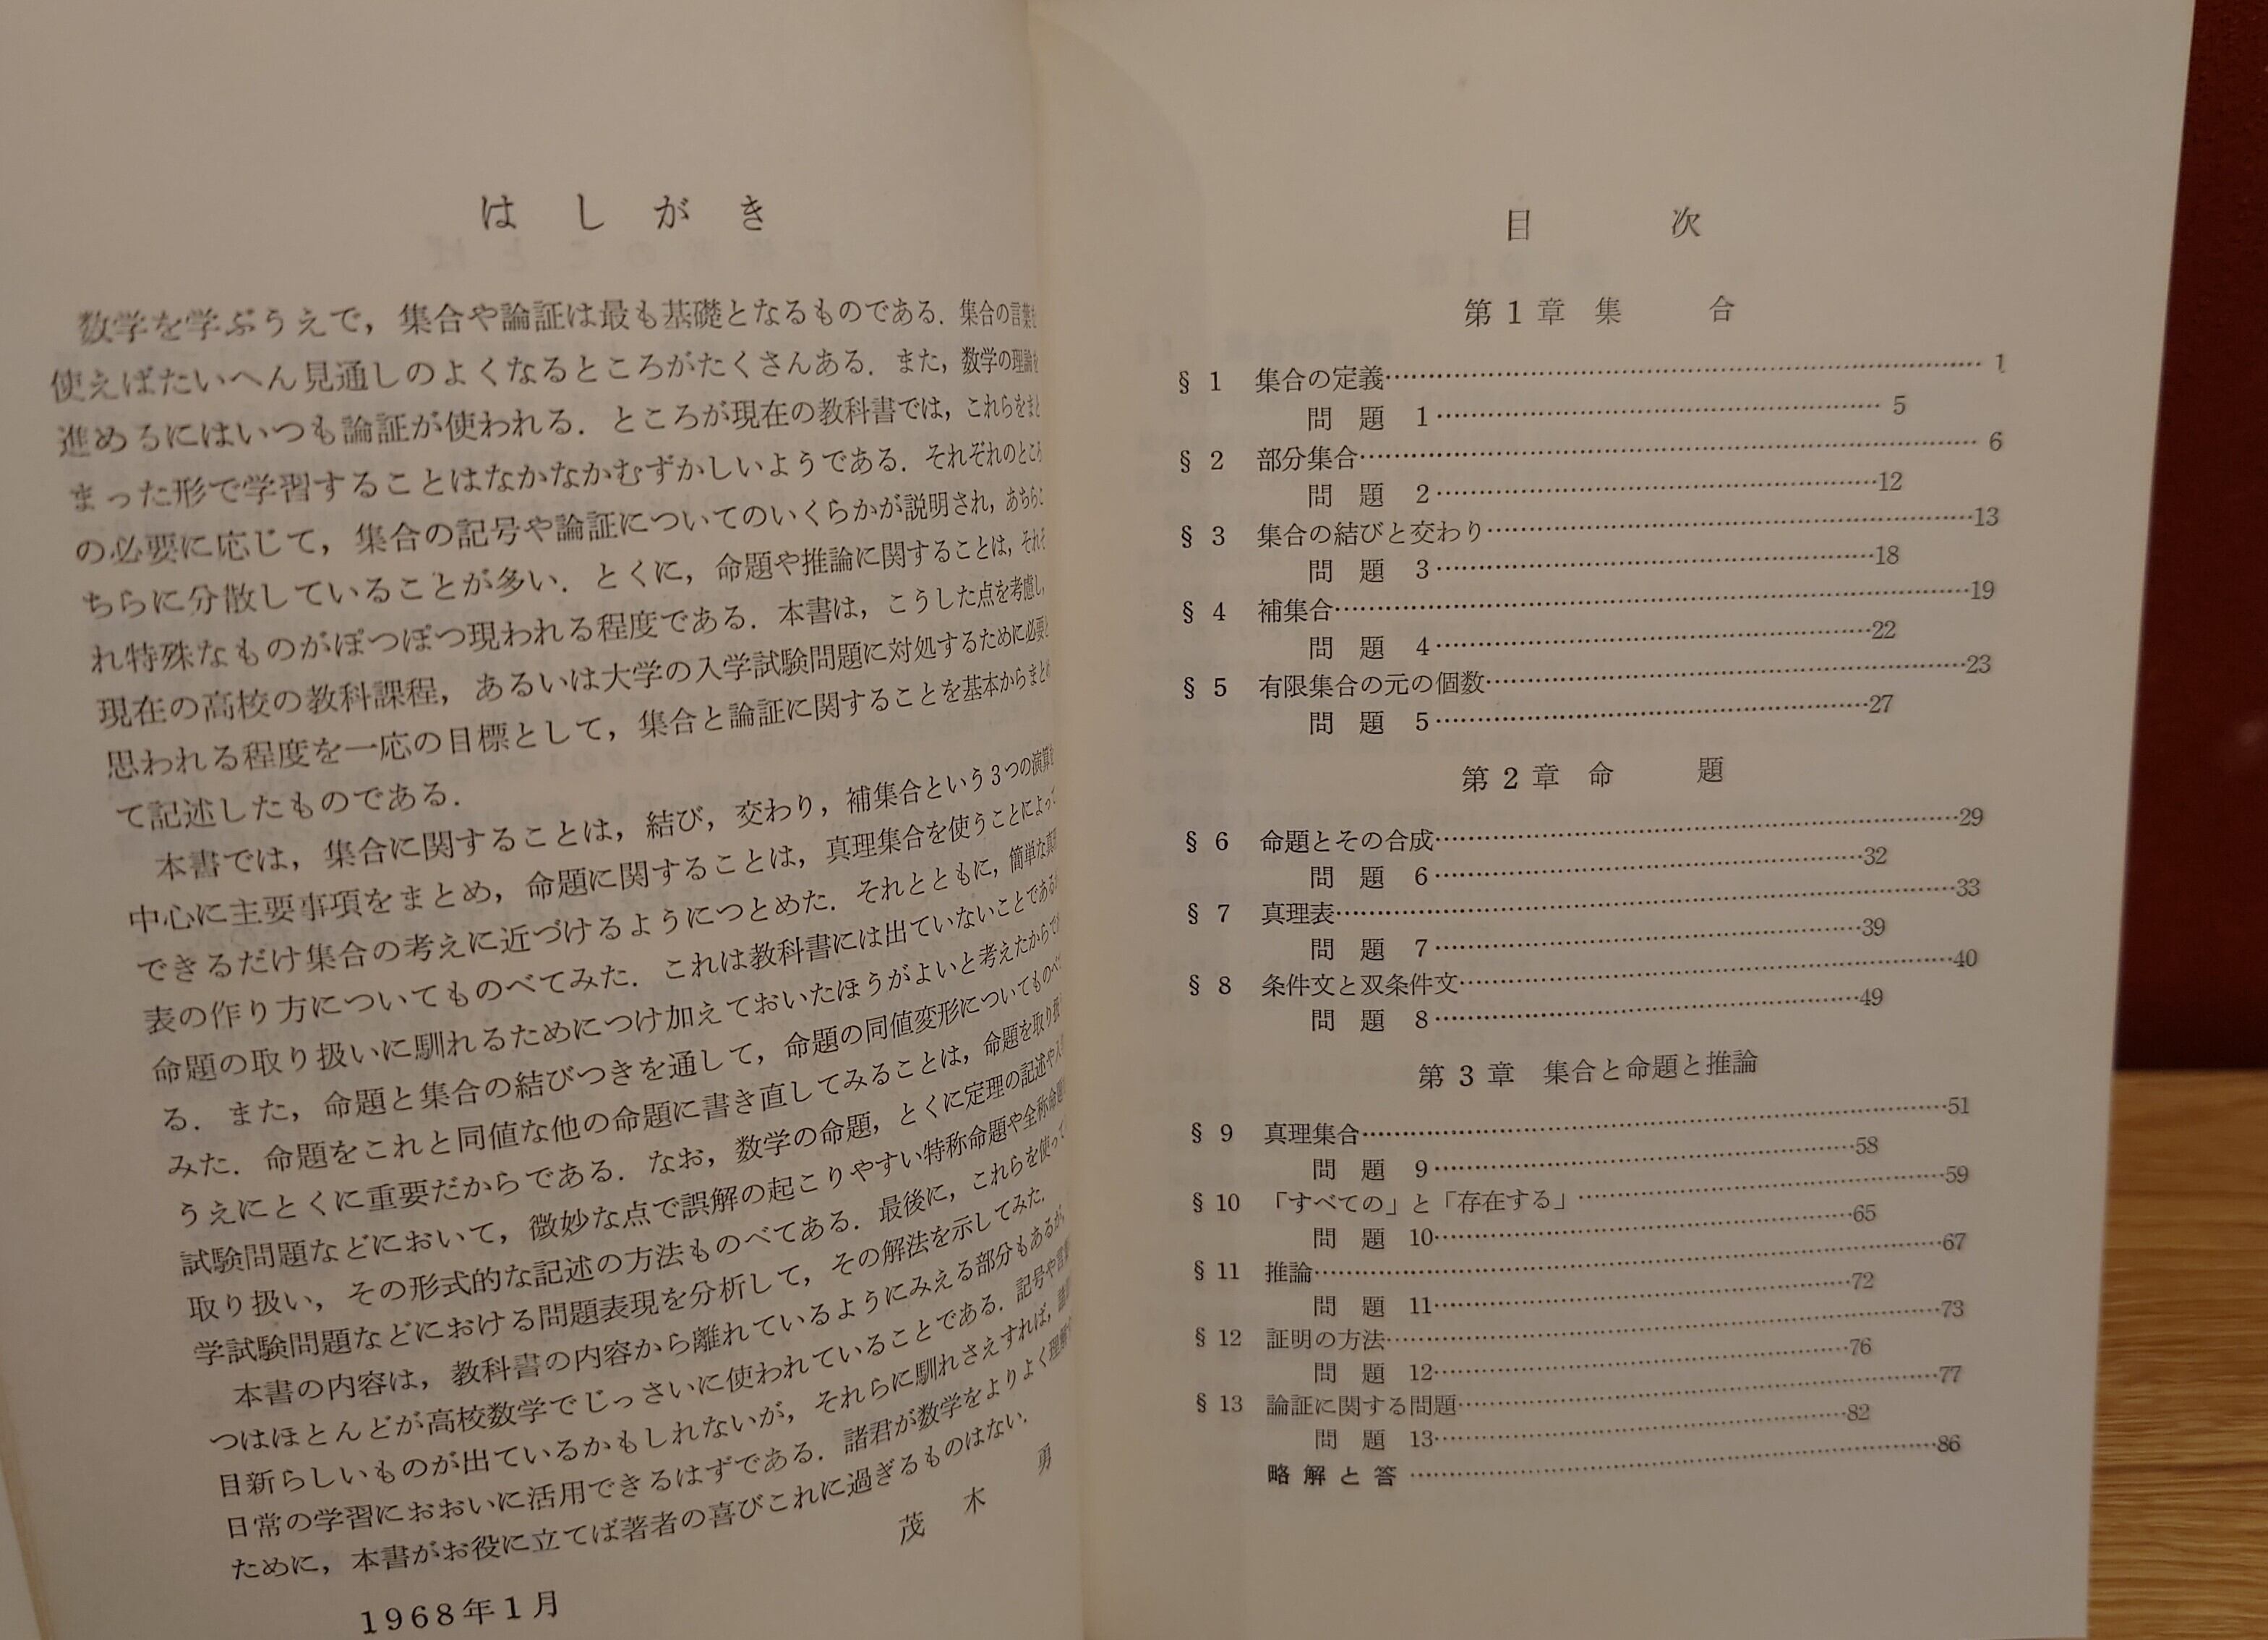 はしがき
数学を学ぶうえで，集合や論証は最も基礎となるものである．集合の言葉を
使えばたいへん見通しのよくなるところがたくさんある．また，数学の理論を
進めるにはいつも論証が使われる．ところが現在の教科書では，これらをまと
まった形で学習することはなかなかむずかしいようである．それぞれのところ
の必要に応じて，集合の記号や論証についてのいくらかが説明され，あちらこ
ちらに分散していることが多い．とくに，命題や推論に関することは，それぞ
れ特殊なものがぽつぽつ現われる程度である．本書は，こうした点を考慮し，
現在の高校の教科課程，あるいは大学の入学試験問題に対処するために必要と
思われる程度を一応の目標として，集合と論証に関することを基本からまとめ
て記述したものである．
本書では，集合に関することは，結び，交わり，補集合という3つの演算を
中心に主要事項をまとめ，命題に関することは，真理集合を使うことによって
できるだけ集合の考えに近づけるようにつとめた．それとともに，簡単な真理
表の作り方についてものべてみた．これは教科書には出ていないことであるが
命題の取り扱いに馴れるためにつけ加えておいたほうがよいと考えたからであ
る．また，命題と集合の結びつきを通して，命題の同値変形についてものべて
みた．命題をこれと同値な他の命題に書き直してみることは，命題を取り扱う
うえにとくに重要だからである．なお，数学の命題，とくに定理の記述や入学
試験問題などにおいて，微妙な点で誤解の起こりやすい特称命題や全称命題の
取り扱い，その形式的な記述の方法ものべてある．最後に，これらを使って
学試験問題などにおける問題表現を分析して，その解法を示してみた．
本書の内容は，教科書の内容から離れているようにみえる部分もあるが，
つはほとんどが高校数学でじっさいに使われていることである．記号や言葉
目新らしいものが出ているかもしれないが，それらに馴れさえすれば，
日常の学習におおいに活用できるはずである．諸君が数学をよりよく理解
ために，本書がお役に立てば著者の喜びこれに過ぎるものはない．
1968年1月
茂木 勇
目次
第1章 集合
§ 1 集合の定義……1
問題 1……5
§ 2 部分集合……6
問題 2……12
§ 3 集合の結びと交わり……13
問題 3……18
§ 4 補集合……19
問題 4……22
§ 5 有限集合の元の個数……23
問題 5……27
第2章 命題
§ 6 命題とその合成……29
問題 6……32
§ 7 真理表……33
問題 7……39
§ 8 条件文と双条件文……40
問題 8……49
第3章 集合と命題と推論
§ 9 真理集合……51
問題 9……58
§ 10 「すべての」と「存在する」……59
問題 10……65
§ 11 推論……67
問題 11……72
§ 12 証明の方法……73
問題 12……76
§ 13 論証に関する問題……77
問題 13……82
略解と答……86